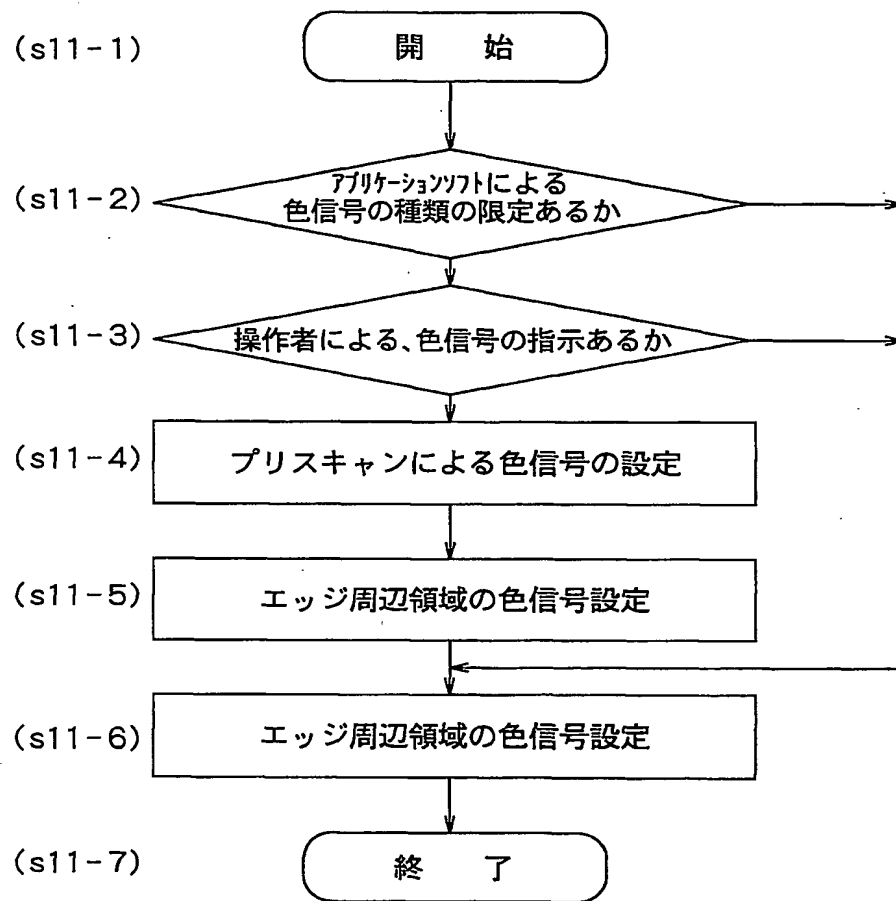 (s11-1) 開 始
(s11-2) アプリケーションソフトによる
色信号の種類の限定あるか
(s11-3) 操作者による、色信号の指示あるか
(s11-4) プリスキャンによる色信号の設定
(s11-5) エッジ周辺領域の色信号設定
(s11-6) エッジ周辺領域の色信号設定
(s11-7) 終 了